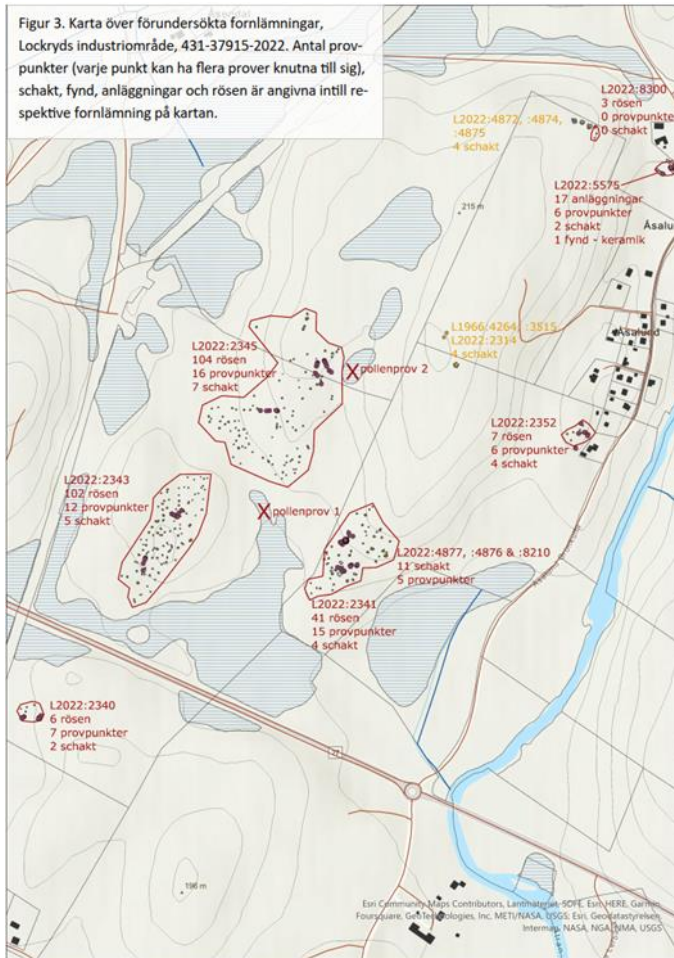 Figur 3. Karta över förundersökta fornlämningar,
Lockryds industriområde, 431-37915-2022. Antal prov-
punkter (varje punkt kan ha flera prover knutna till sig),
schakt, fynd, anläggningar och rösen är angivna intill re-
spektive fornlämning på kartan.
L2022:8300
3 rösen
0 provpunkter
0 schakt
L2022:4872, :4874,
:4875
4 schakt
L2022:5575
17 anläggningar
6 provpunkter
2 schakt
1 fynd - keramik
215 m
Åsalund
L1966:4264, :3515
L2022:2314
4 schakt
Åsalund
L2022:2345
104 rösen
16 provpunkter
7 schakt
X pollenprov 2
L2022:2352
7 rösen
6 provpunkter
4 schakt
L2022:2343
102 rösen
12 provpunkter
5 schakt
X pollenprov 1
L2022:4877, :4876 & :8210
11 schakt
5 provpunkter
L2022:2341
41 rösen
15 provpunkter
4 schakt
L2022:2340
6 rösen
7 provpunkter
2 schakt
27
196 m
Esri Community Maps Contributors, Lantmäteriet, SDFE, Esri, HERE, Garmin,
Foursquare, GeoTechnologies, Inc, METI/NASA, USGS; Esri, Geodatastyrelsen,
Intermap, NASA, NGA, NMA, USGS